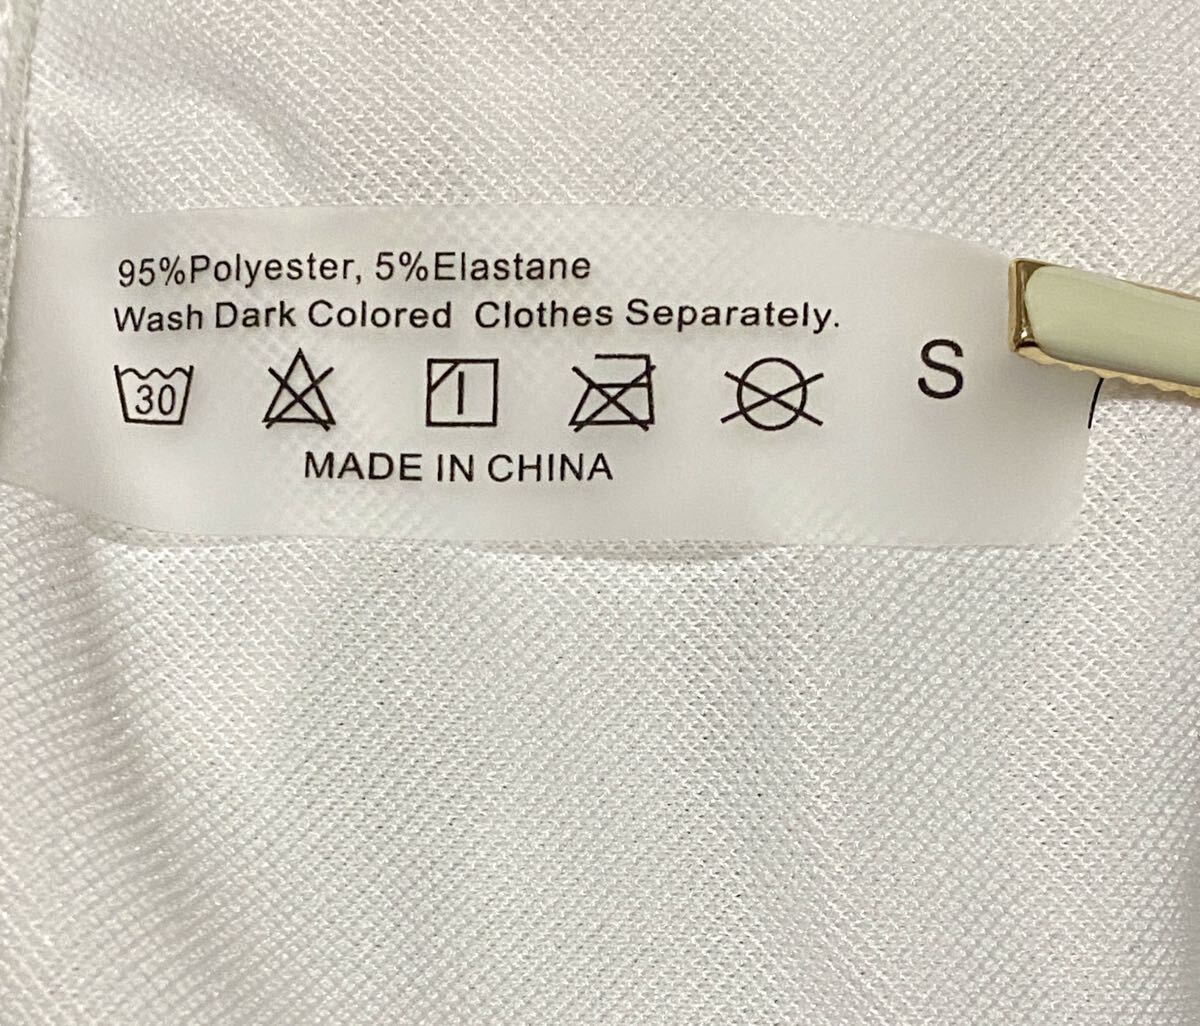 95%Polyester, 5%Elastane
Wash Dark Colored Clothes Separately.
30
S
MADE IN CHINA